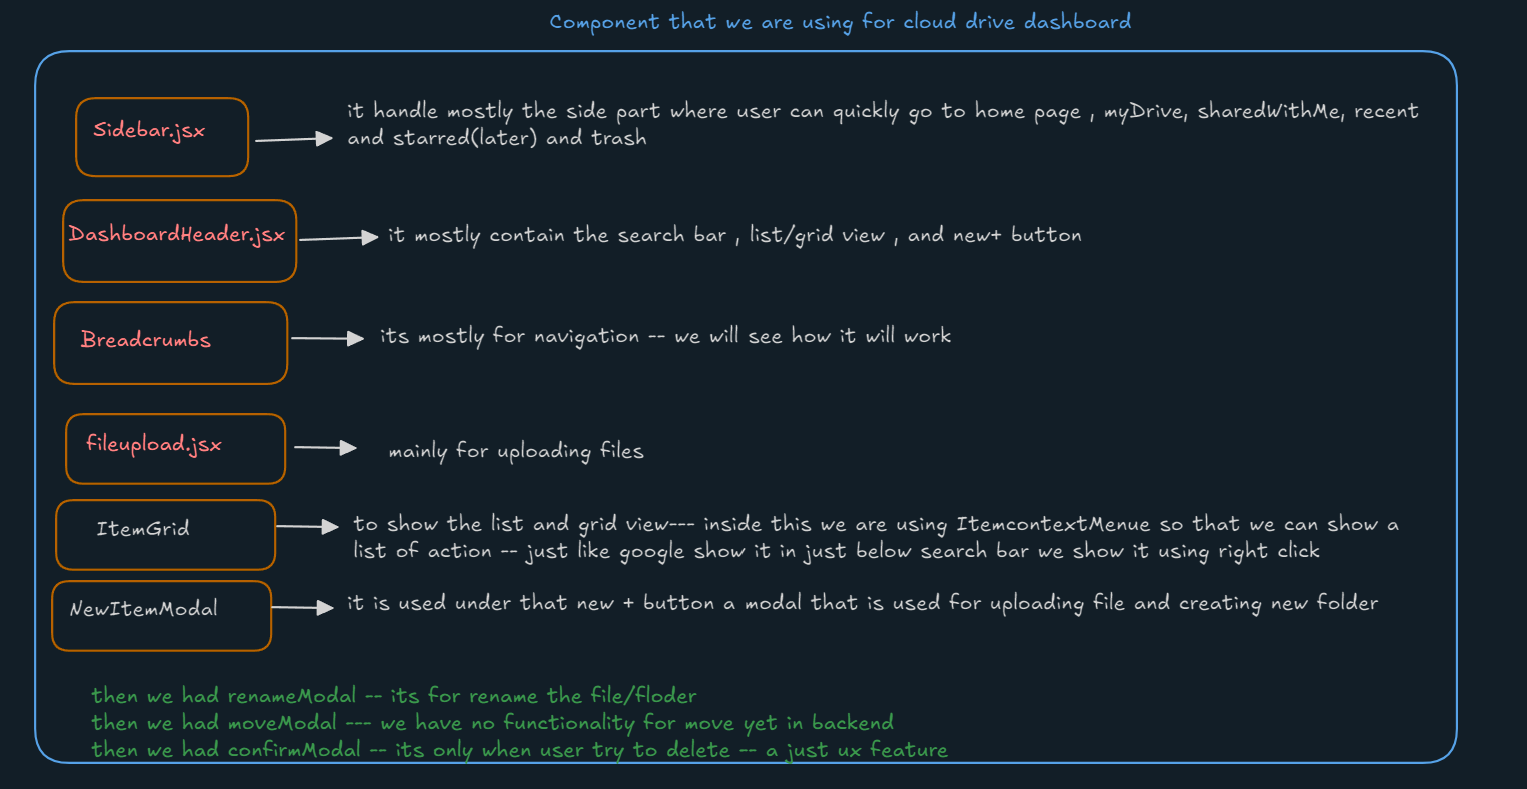 Component that we are using for cloud drive dashboard
Sidebar.jsx
it handle mostly the side part where user can quickly go to home page , myDrive, sharedWithMe, recent
and starred(later) and trash
DashboardHeader.jsx
it mostly contain the search bar , list/grid view , and new+ button
Breadcrumbs
its mostly for navigation -- we will see how it will work
fileupload.jsx
mainly for uploading files
ItemGrid
to show the list and grid view--- inside this we are using ItemcontextMenue so that we can show a
list of action -- just like google show it in just below search bar we show it using right click
NewItemModal
it is used under that new + button a modal that is used for uploading file and creating new folder
then we had renameModal -- its for rename the file/floder
then we had moveModal --- we have no functionality for move yet in backend
then we had confirmModal -- its only when user try to delete -- a just ux feature